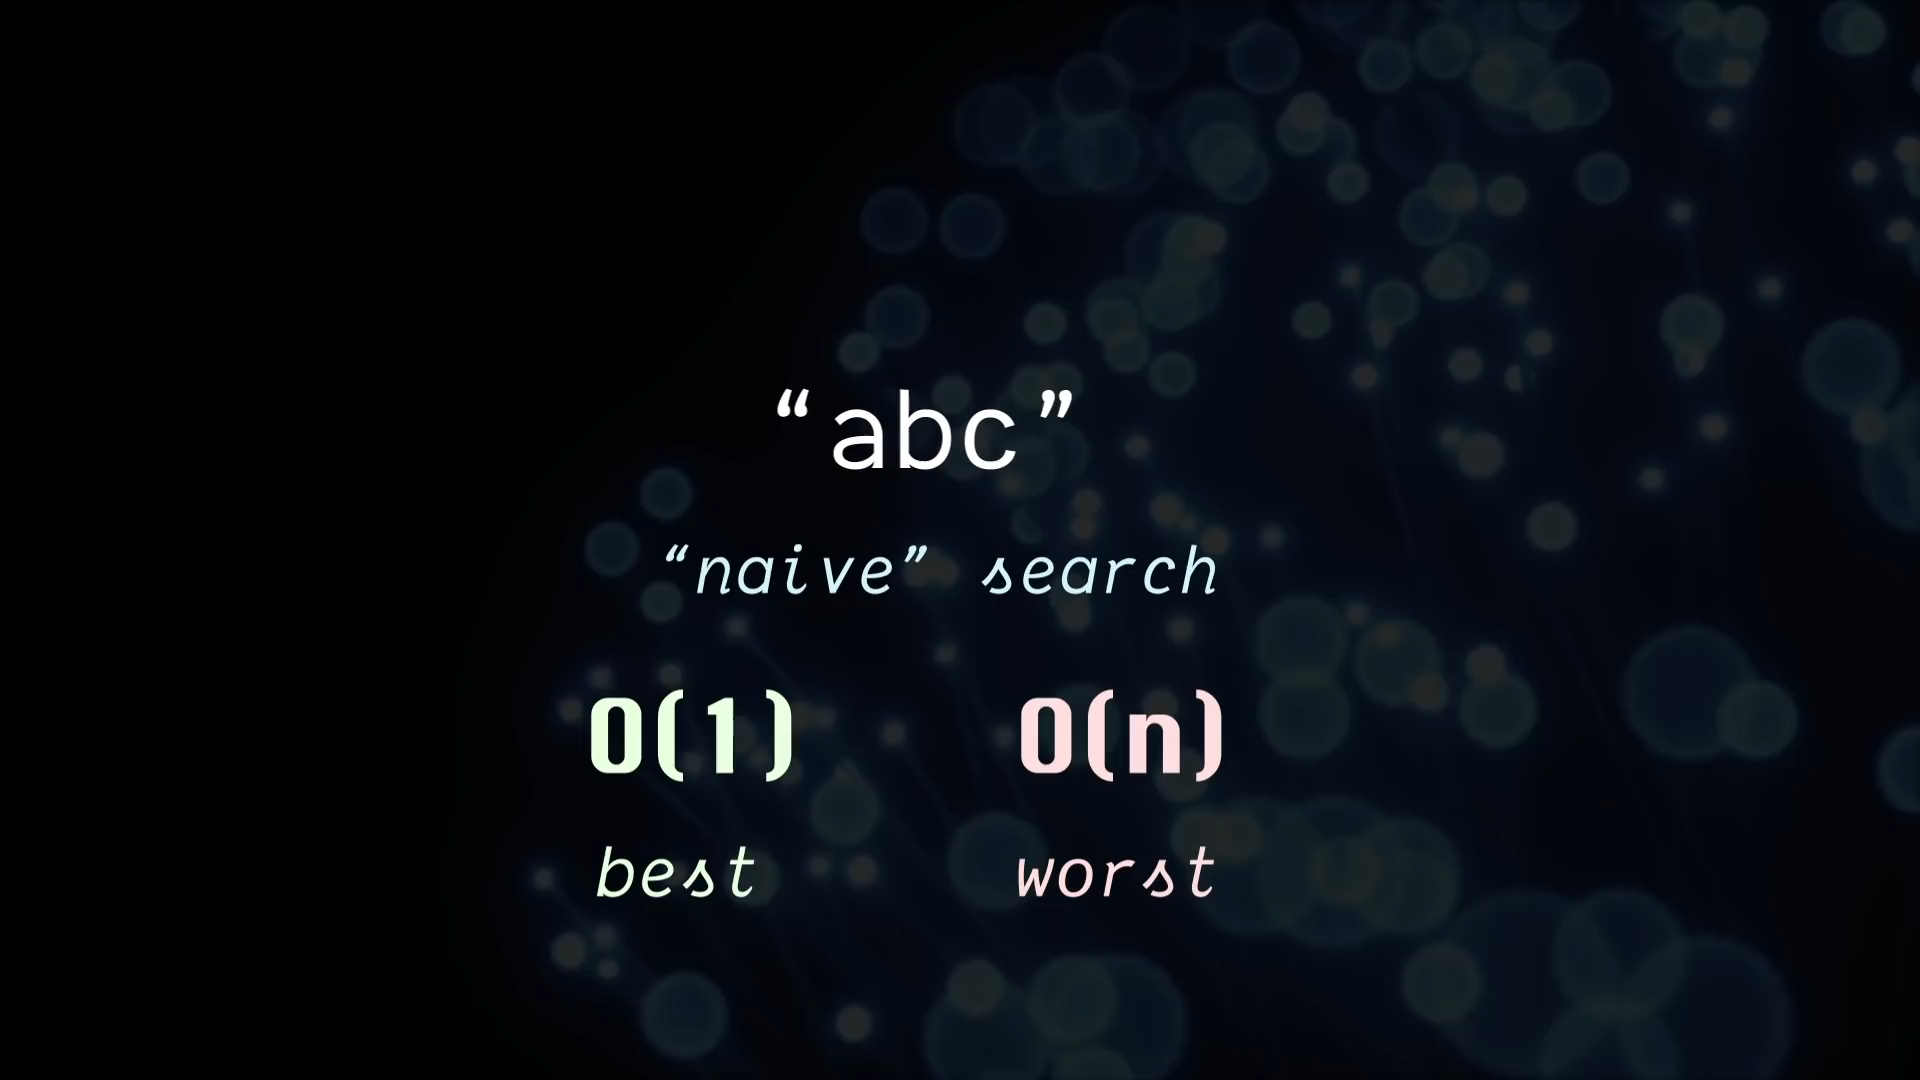 “abc”
“naive” search
O(1) O(n)
best worst